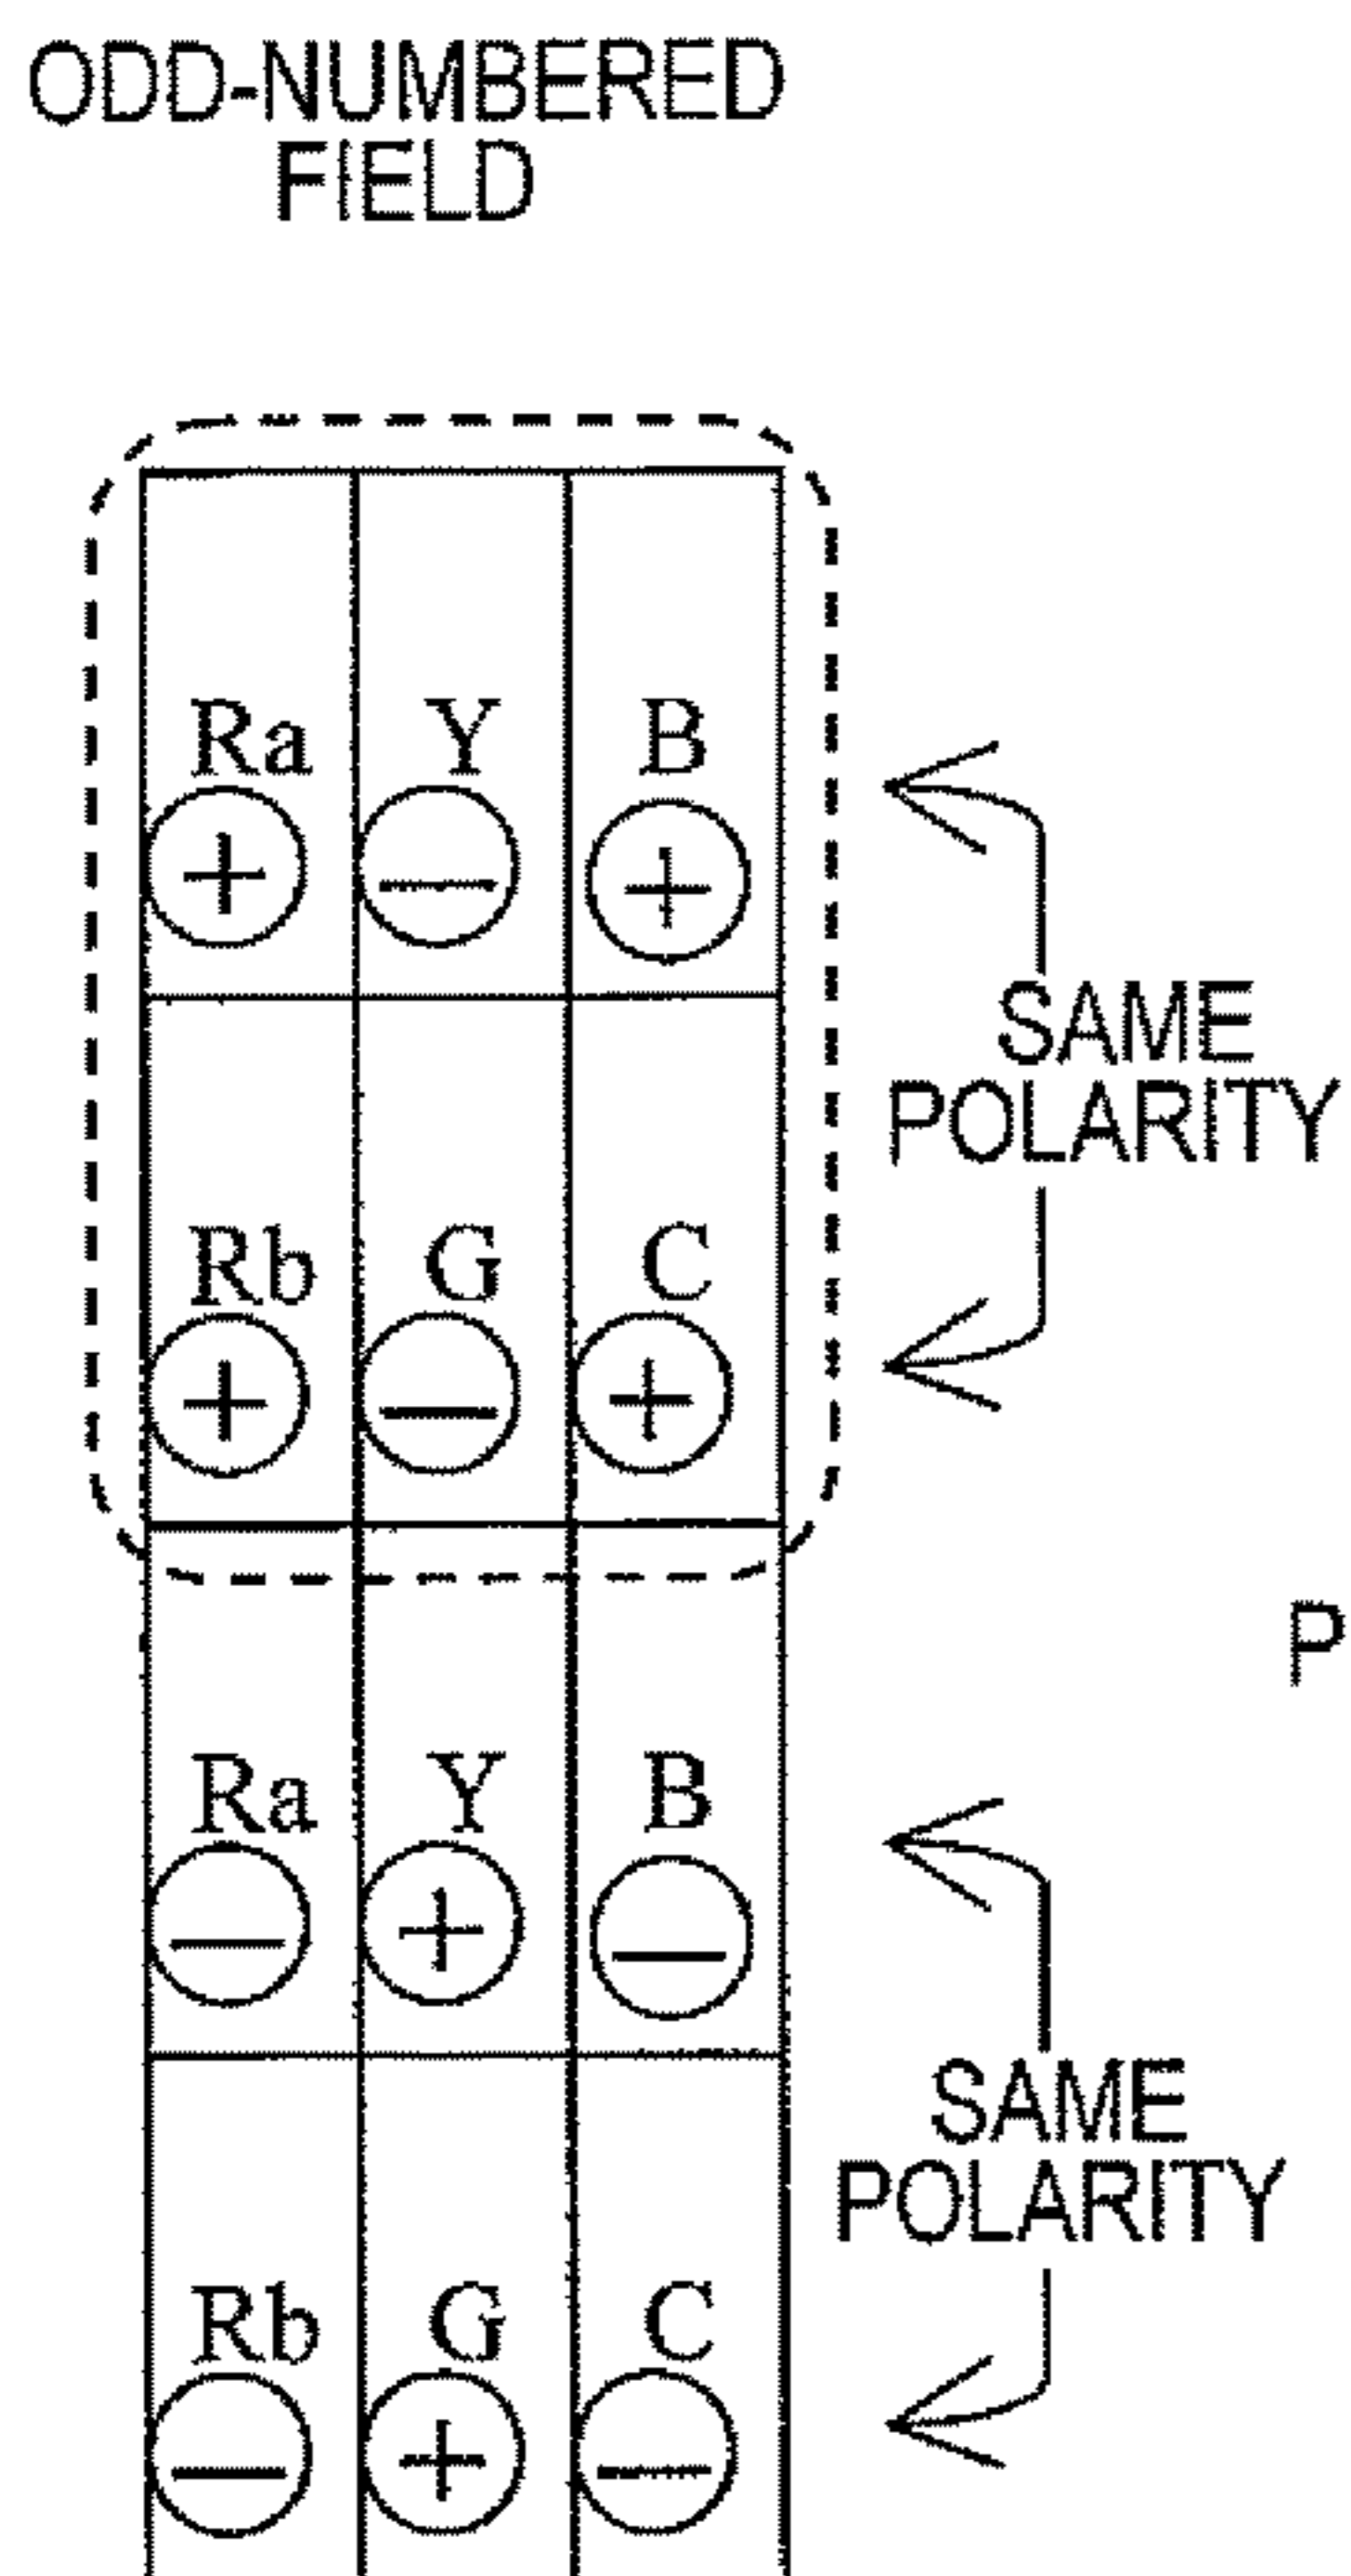 ODD-NUMBERED
FIELD
Ra Y B
+ − +
SAME
POLARITY
Rb G C
+ − +
P
Ra Y B
− + −
SAME
POLARITY
Rb G C
− + −